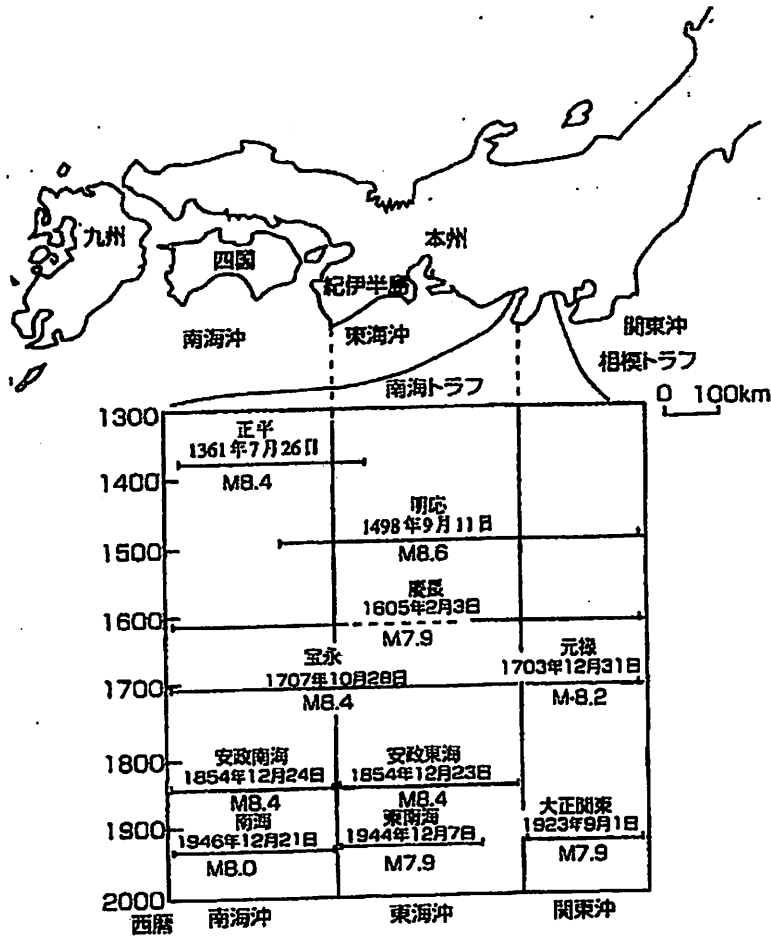 九州
四国
本州
紀伊半島
南海沖
東海沖
関東沖
相模トラフ
南海トラフ
0 100km
1300
正平
1361年7月26日
M8.4
1400
明応
1498年9月11日
M8.6
1500
慶長
1605年2月3日
M7.9
1600
宝永
1707年10月28日
M8.4
元禄
1703年12月31日
M8.2
1700
安政南海
1854年12月24日
M8.4
安政東海
1854年12月23日
M8.4
1800
南海
1946年12月21日
M8.0
東南海
1944年12月7日
M7.9
大正関東
1923年9月1日
M7.9
1900
2000
西暦
南海沖
東海沖
関東沖